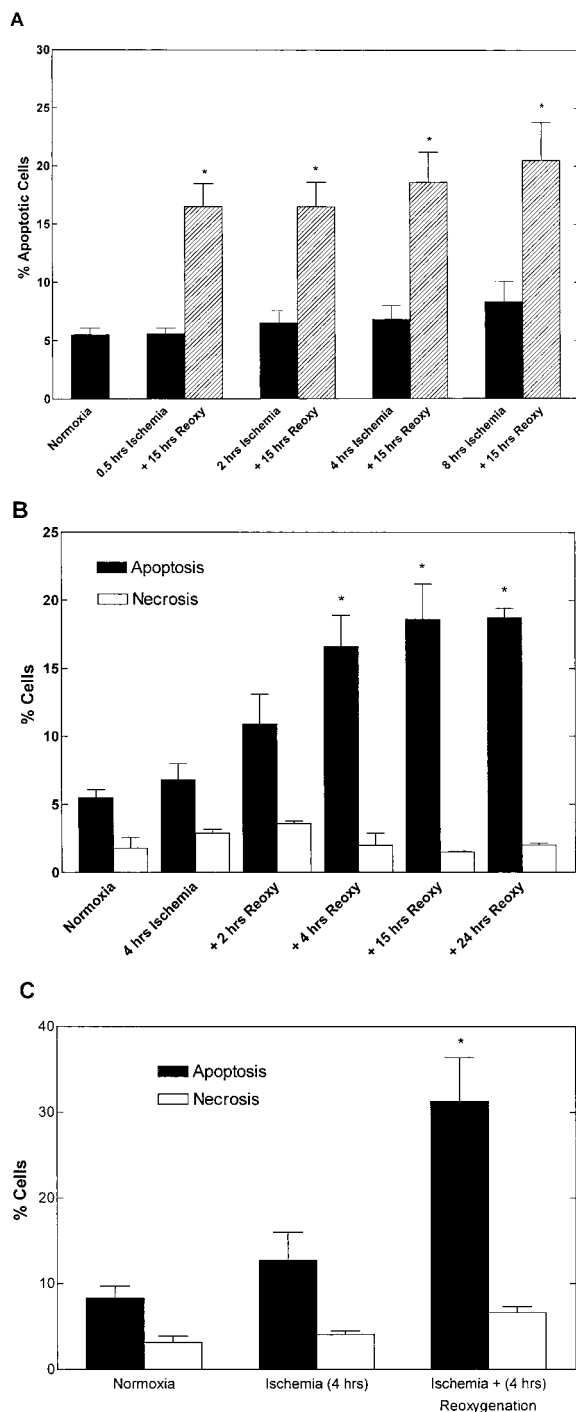 A
30
25
20
15
10
5
0
% Apoptotic Cells
* * * *
Normoxia
0.5 hrs Ischemia
+ 15 hrs Reoxy
2 hrs Ischemia
+ 15 hrs Reoxy
4 hrs Ischemia
+ 15 hrs Reoxy
8 hrs Ischemia
+ 15 hrs Reoxy
B
25
20
15
10
5
0
% Cells
Apoptosis
Necrosis
* * *
Normoxia
4 hrs Ischemia
+ 2 hrs Reoxy
+ 4 hrs Reoxy
+ 15 hrs Reoxy
+ 24 hrs Reoxy
C
40
30
20
10
0
% Cells
Apoptosis
Necrosis
*
Normoxia
Ischemia (4 hrs)
Ischemia + (4 hrs)
Reoxygenation